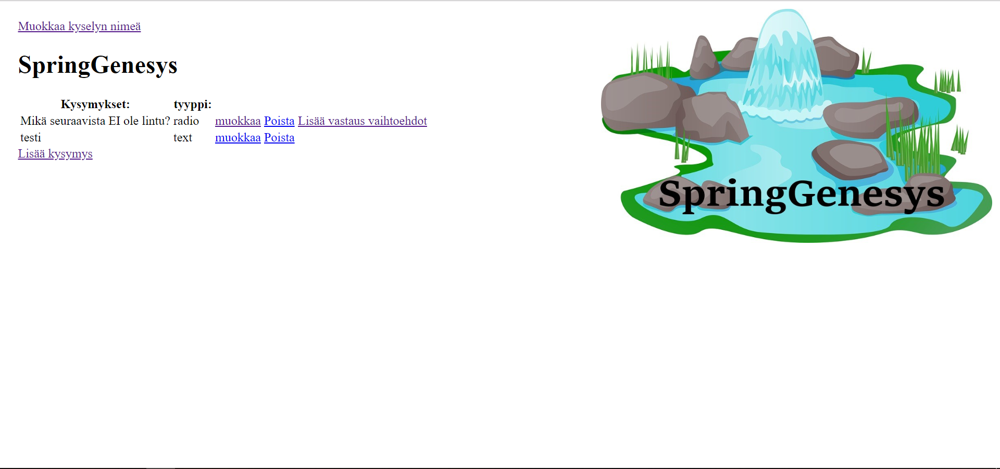 Muokkaa kyselyn nimeä
SpringGenesys
Kysymykset: tyyppi:
Mikä seuraavista EI ole lintu? radio muokkaa Poista Lisää vastaus vaihtoehdot
testi text muokkaa Poista
Lisää kysymys
SpringGenesys